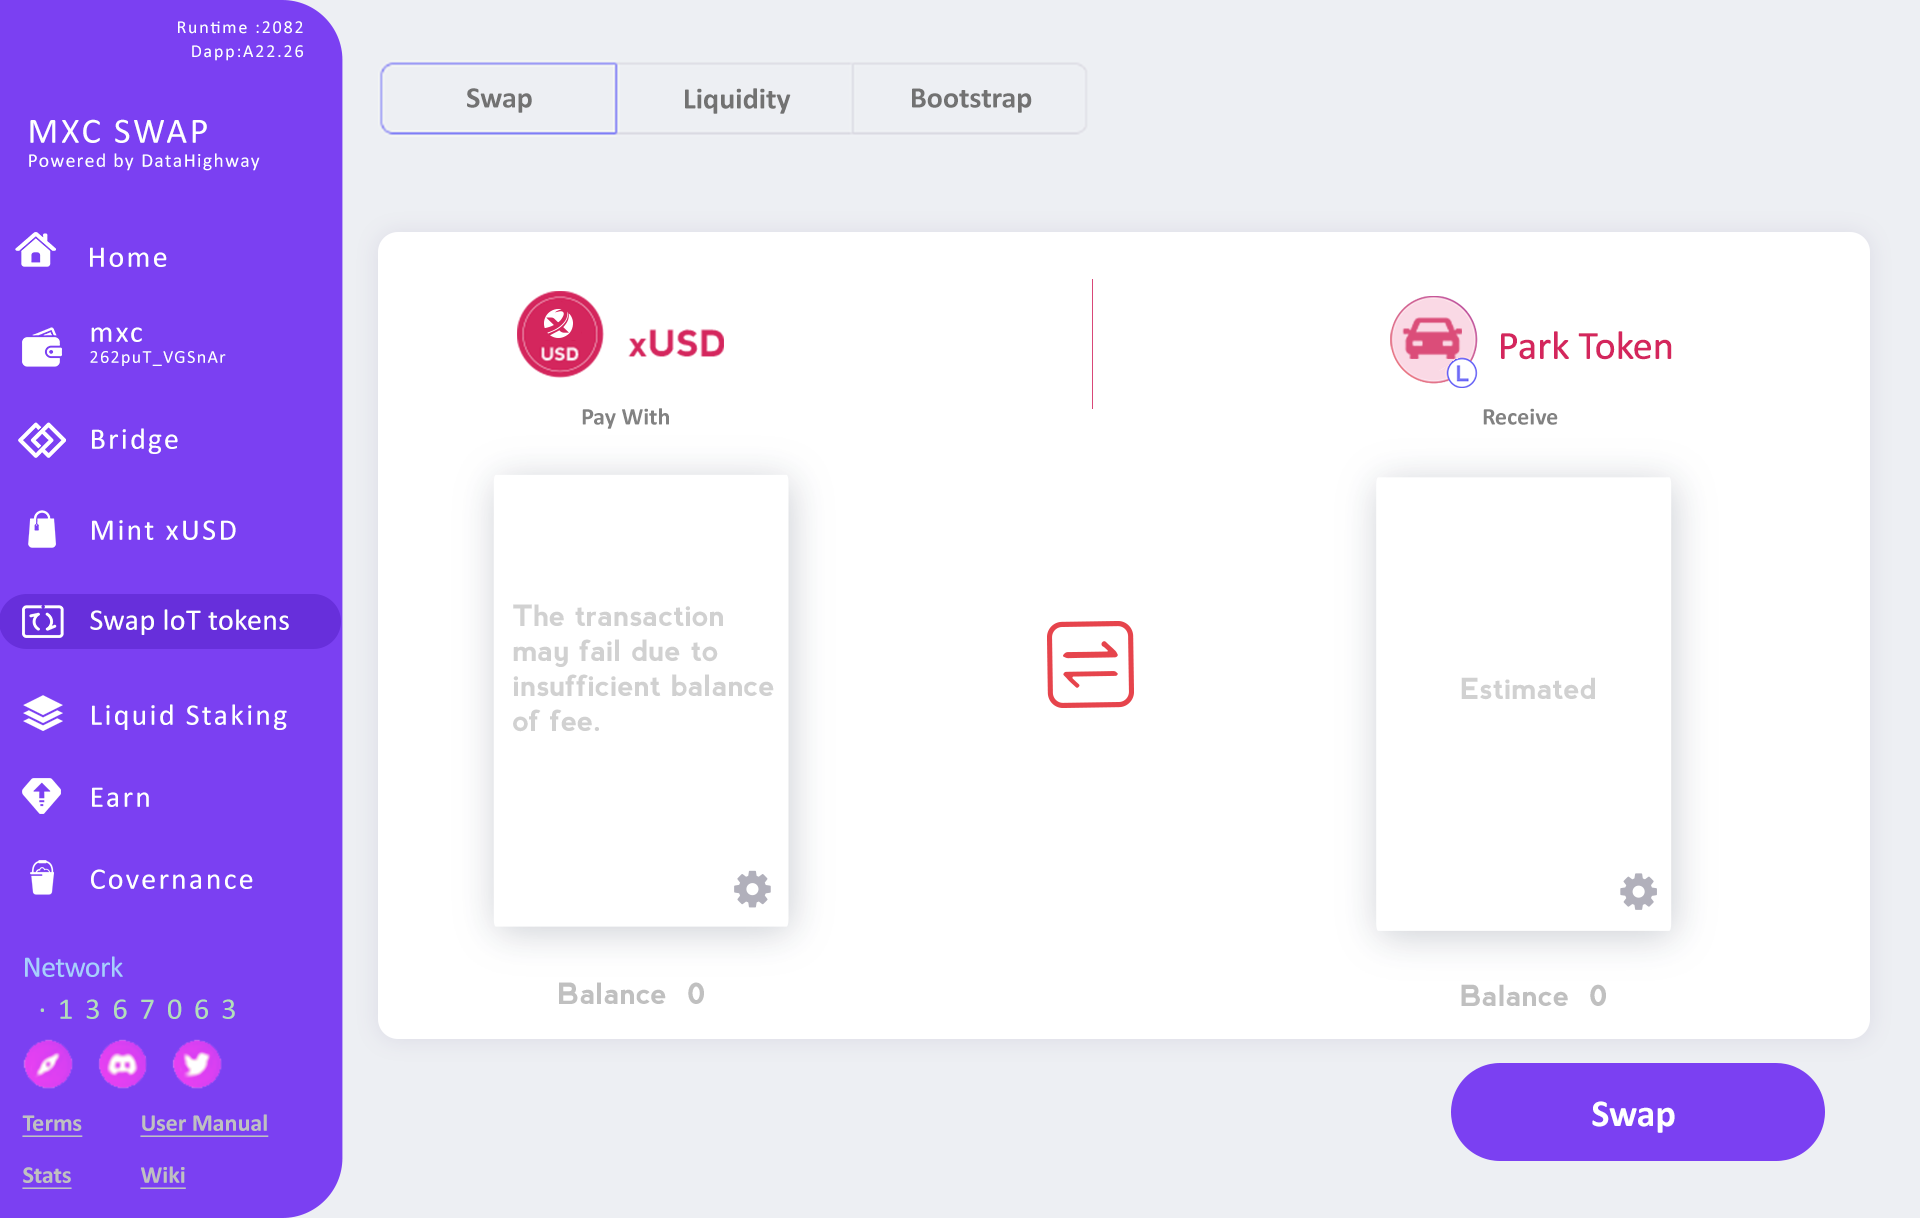 Runtime :2082
Dapp:A22.26
MXC SWAP
Powered by DataHighway
Home
mxc
262puT_VGSnAr
Bridge
Mint xUSD
Swap IoT tokens
Liquid Staking
Earn
Covernance
Network
· 1 3 6 7 0 6 3
Terms User Manual
Stats Wiki
Swap Liquidity Bootstrap
USD
xUSD
Pay With
L
Park Token
Receive
The transaction
may fail due to
insufficient balance
of fee.
Estimated
Balance 0
Balance 0
Swap